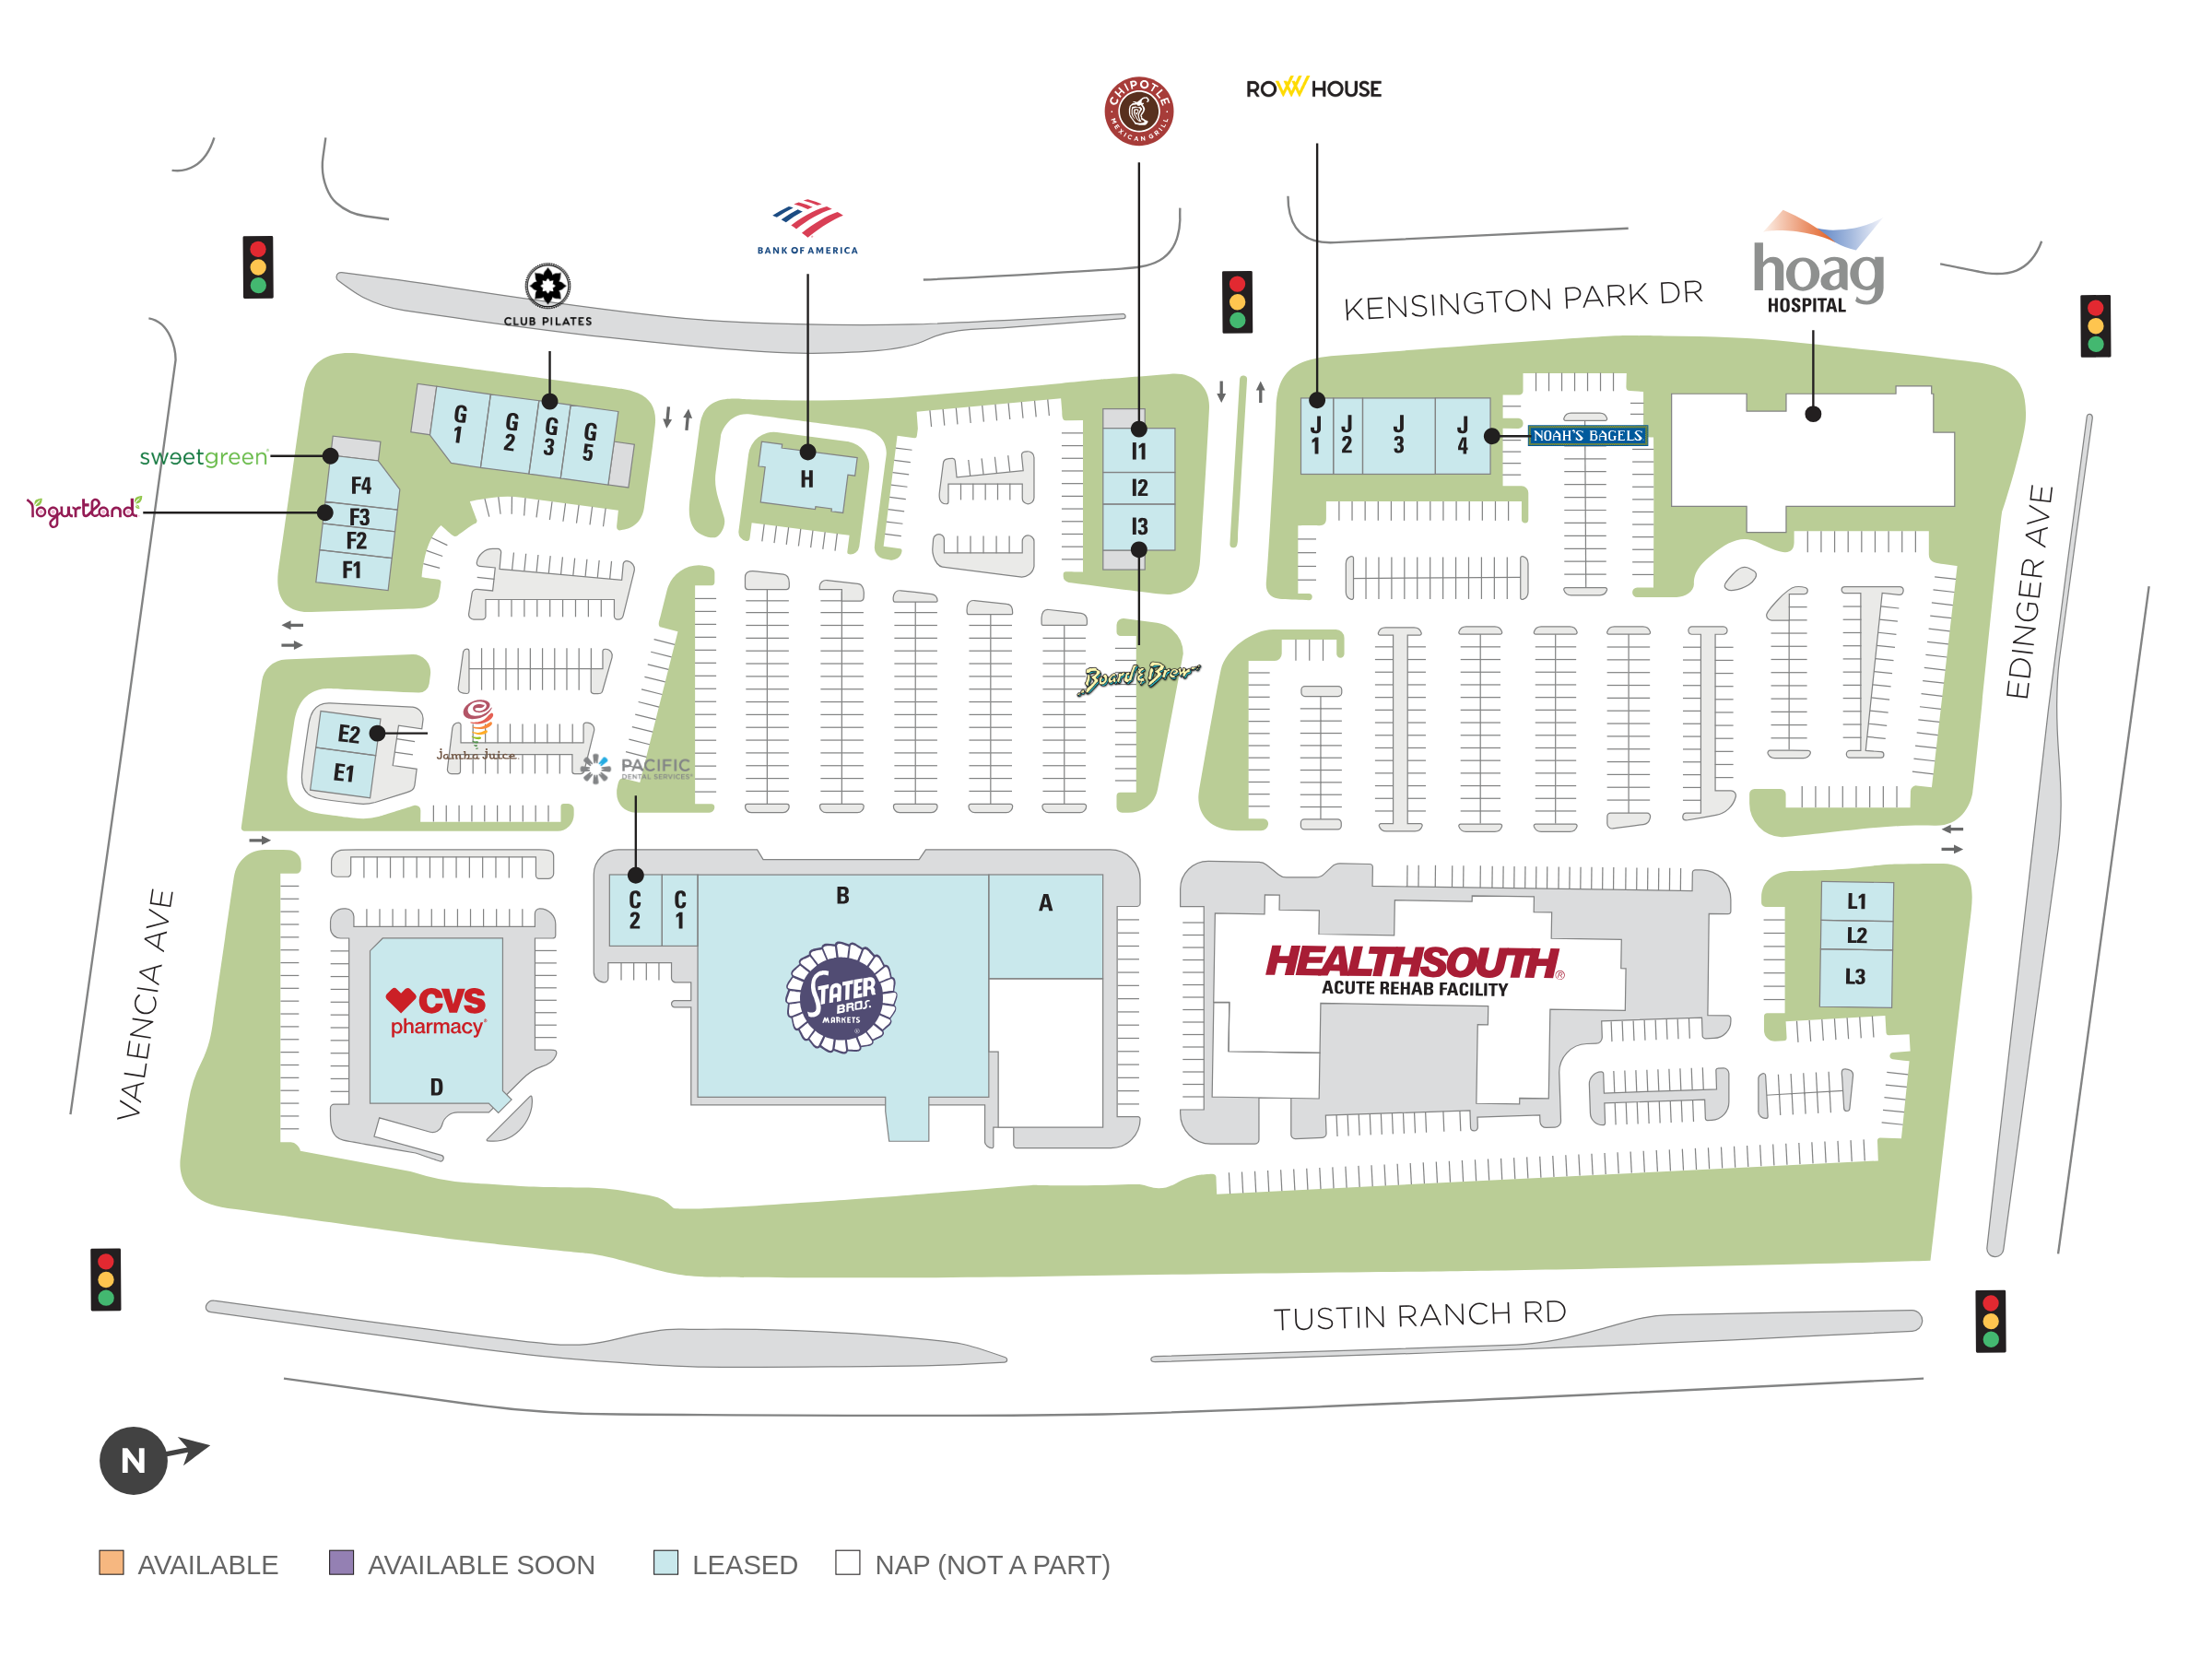 CHIPOTLE
MEXICAN GRILL
ROW HOUSE
BANK OF AMERICA
hoag
HOSPITAL
KENSINGTON PARK DR
CLUB PILATES
sweetgreen
Yogurtland
G
1
G
2
G
3
G
5
F4
F3
F2
F1
H
I1
I2
I3
J
1
J
2
J
3
J
4
NOAH'S BAGELS
EDINGER AVE
Board & Brew
E2
E1
Jamba Juice
PACIFIC
DENTAL SERVICES
C
2
C
1
B
A
STATER
BROS.
MARKETS
HEALTHSOUTH®
ACUTE REHAB FACILITY
L1
L2
L3
CVS
pharmacy
D
VALENCIA AVE
TUSTIN RANCH RD
N
AVAILABLE
AVAILABLE SOON
LEASED
NAP (NOT A PART)